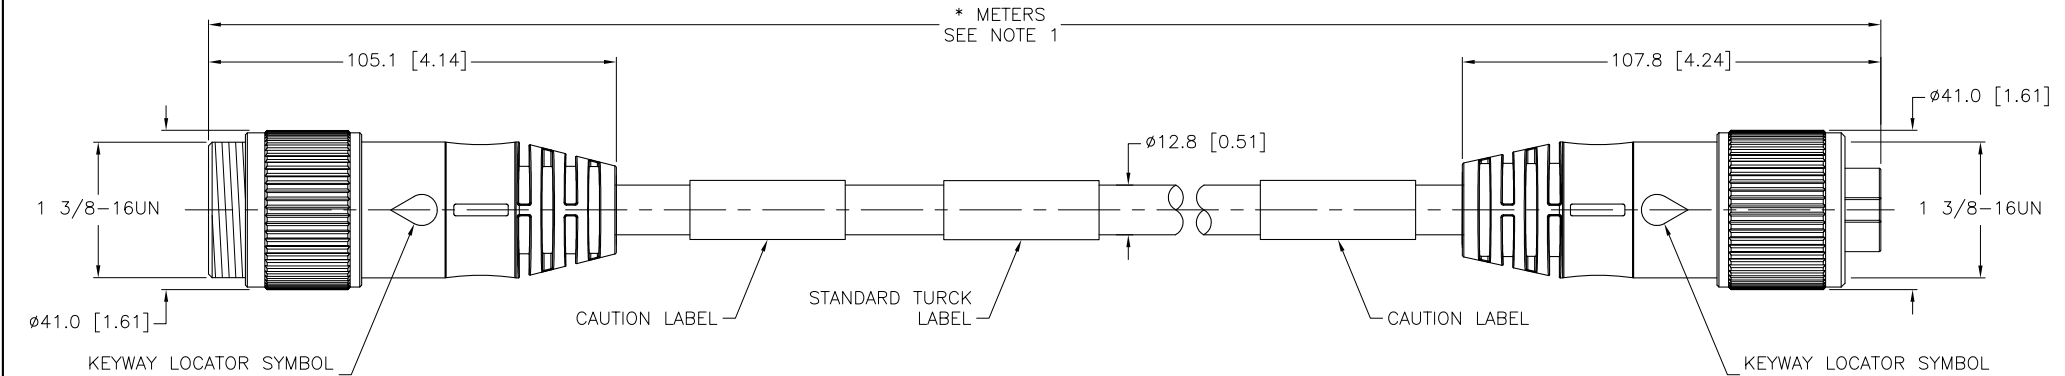 * METERS
SEE NOTE 1
105.1 [4.14]
107.8 [4.24]
ø41.0 [1.61]
ø12.8 [0.51]
1 3/8-16UN
1 3/8-16UN
STANDARD TURCK
LABEL
CAUTION LABEL
CAUTION LABEL
ø41.0 [1.61]
KEYWAY LOCATOR SYMBOL
KEYWAY LOCATOR SYMBOL